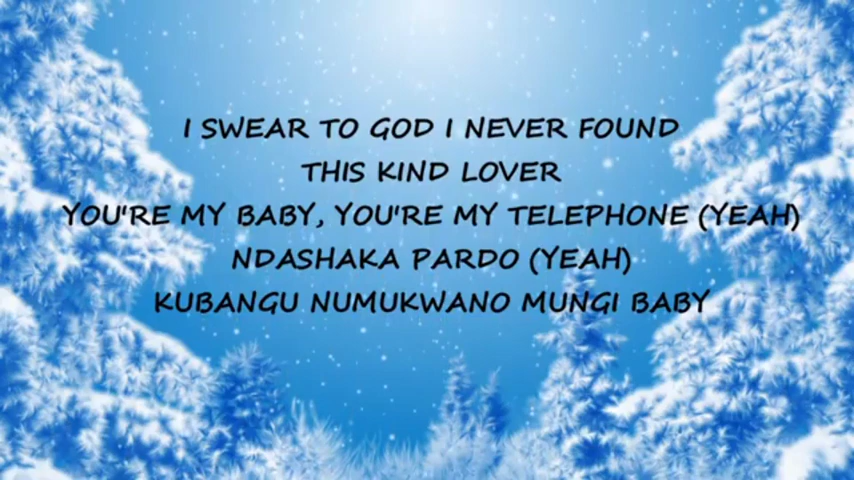 I SWEAR TO GOD I NEVER FOUND
THIS KIND LOVER
YOU'RE MY BABY, YOU'RE MY TELEPHONE (YEAH)
NDASHAKA PARDO (YEAH)
KUBANGU NUMUKWANO MUNGI BABY